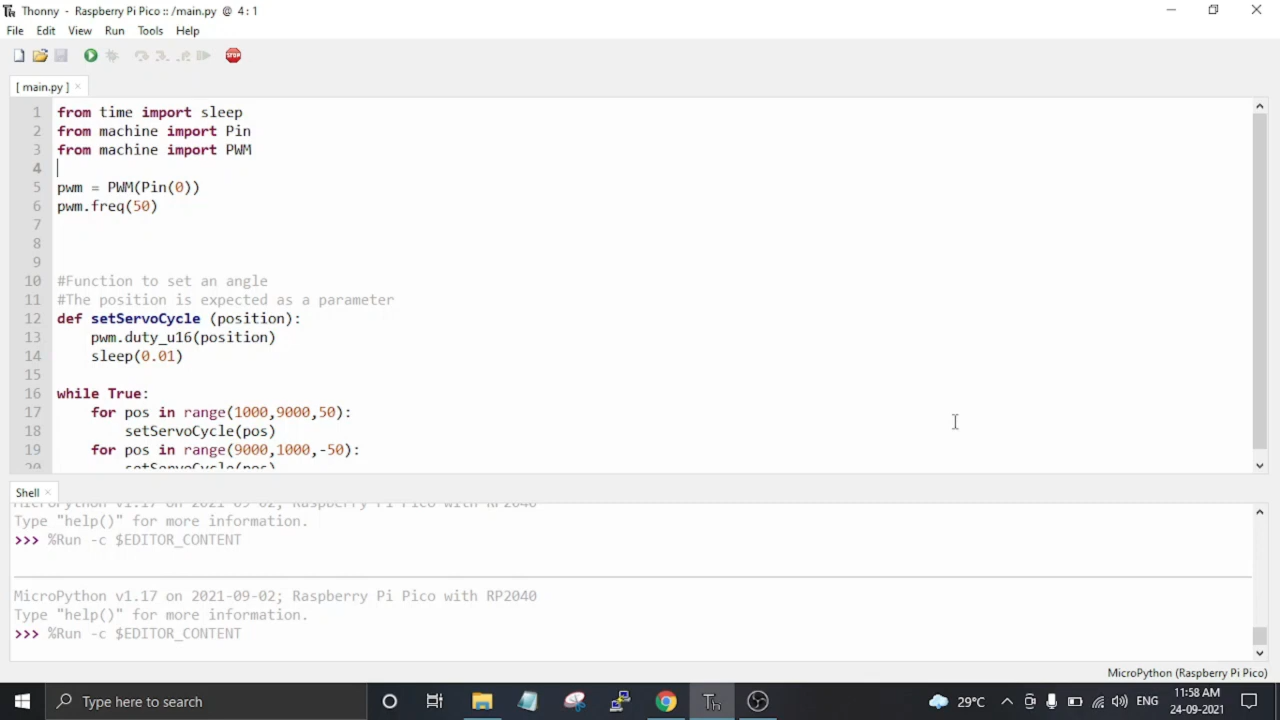 Thonny - Raspberry Pi Pico :: /main.py @ 4:1
File Edit View Run Tools Help
STOP
[ main.py ] ×
1 from time import sleep
2 from machine import Pin
3 from machine import PWM
4
5 pwm = PWM(Pin(0))
6 pwm.freq(50)
7
8
9
10 #Function to set an angle
11 #The position is expected as a parameter
12 def setServoCycle (position):
13 pwm.duty_u16(position)
14 sleep(0.01)
15
16 while True:
17 for pos in range(1000,9000,50):
18 setServoCycle(pos)
19 for pos in range(9000,1000,-50):
20 setServoCycle(pos)
Shell ×
MicroPython v1.17 on 2021-09-02; Raspberry Pi Pico with RP2040
Type "help()" for more information.
>>> %Run -c $EDITOR_CONTENT
MicroPython v1.17 on 2021-09-02; Raspberry Pi Pico with RP2040
Type "help()" for more information.
>>> %Run -c $EDITOR_CONTENT
MicroPython (Raspberry Pi Pico)
Type here to search
Th
29°C
ENG
11:58 AM
24-09-2021